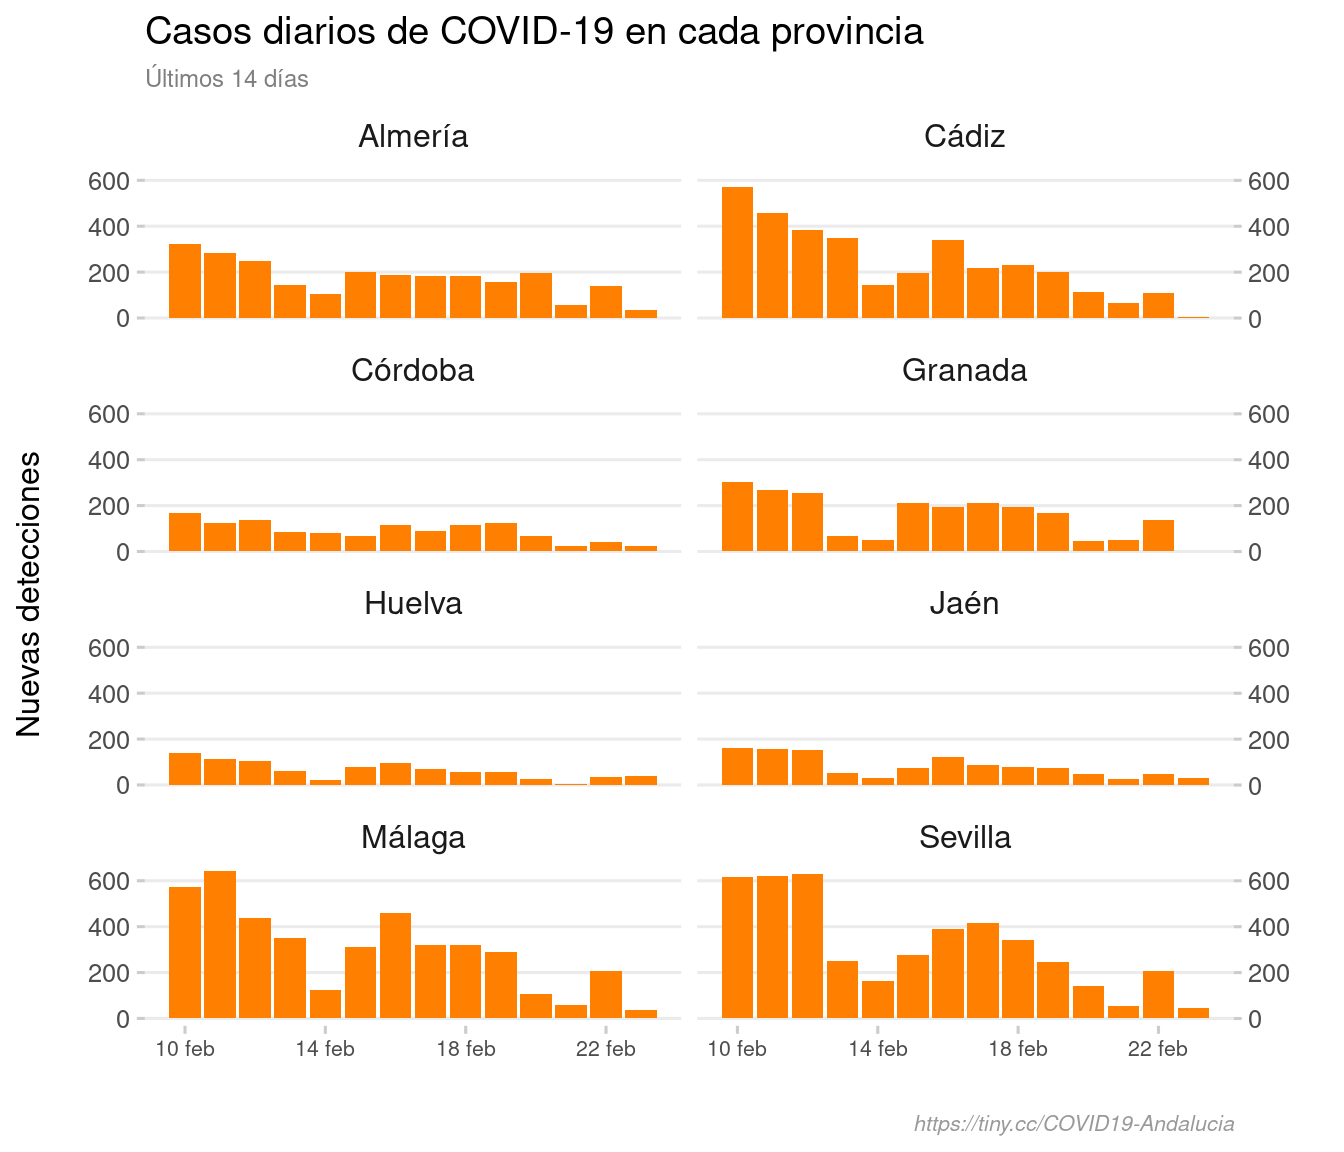 Casos diarios de COVID-19 en cada provincia
Últimos 14 días
Nuevas detecciones
Almería
Cádiz
600
400
200
0
600
400
200
0
Córdoba
Granada
600
400
200
0
600
400
200
0
Huelva
Jaén
600
400
200
0
600
400
200
0
Málaga
Sevilla
600
400
200
0
600
400
200
0
10 feb 14 feb 18 feb 22 feb
10 feb 14 feb 18 feb 22 feb
https://tiny.cc/COVID19-Andalucia